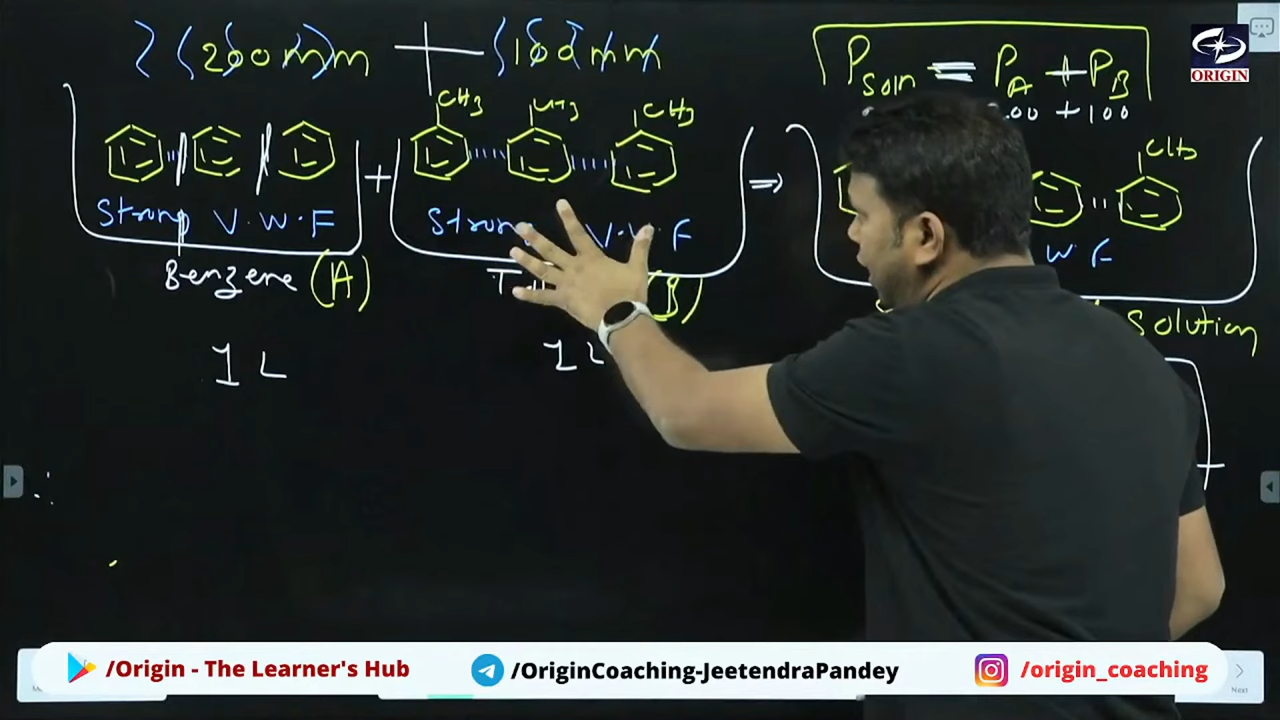 200mm + 100mm
P soln = PA + PB
ORIGIN
00 + 100
CH3 CH3 CH3
CH3
+
⇒
Strong V.W.F
Strong V.W.F
W.F
Benzene (A)
(B)
Solution
1 L
1 L
+
∴
/Origin - The Learner's Hub
/OriginCoaching-JeetendraPandey
/origin_coaching
Next